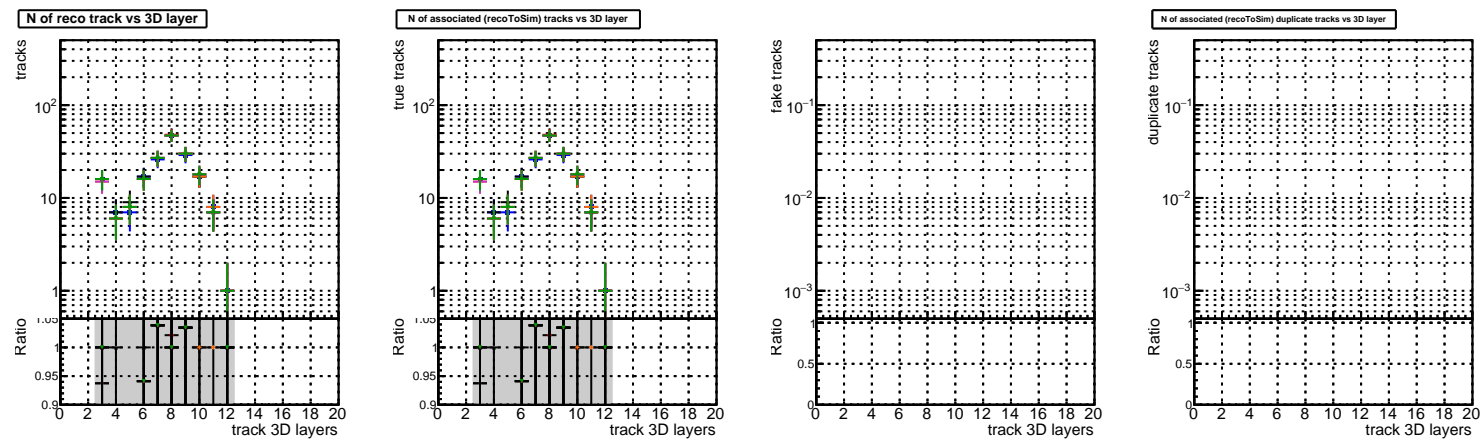 N of reco track vs 3D layer
tracks
10²
10
1
Ratio
1.05
1
0.95
0.9
0 2 4 6 8 10 12 14 16 18 20
track 3D layers
N of associated (recoToSim) tracks vs 3D layer
true tracks
10²
10
1
Ratio
1.05
1
0.95
0.9
0 2 4 6 8 10 12 14 16 18 20
track 3D layers
fake tracks
10⁻¹
10⁻²
10⁻³
Ratio
1
0.5
0
0 2 4 6 8 10 12 14 16 18 20
track 3D layers
N of associated (recoToSim) duplicate tracks vs 3D layer
duplicate tracks
10⁻¹
10⁻²
10⁻³
Ratio
1
0.5
0
0 2 4 6 8 10 12 14 16 18 20
track 3D layers